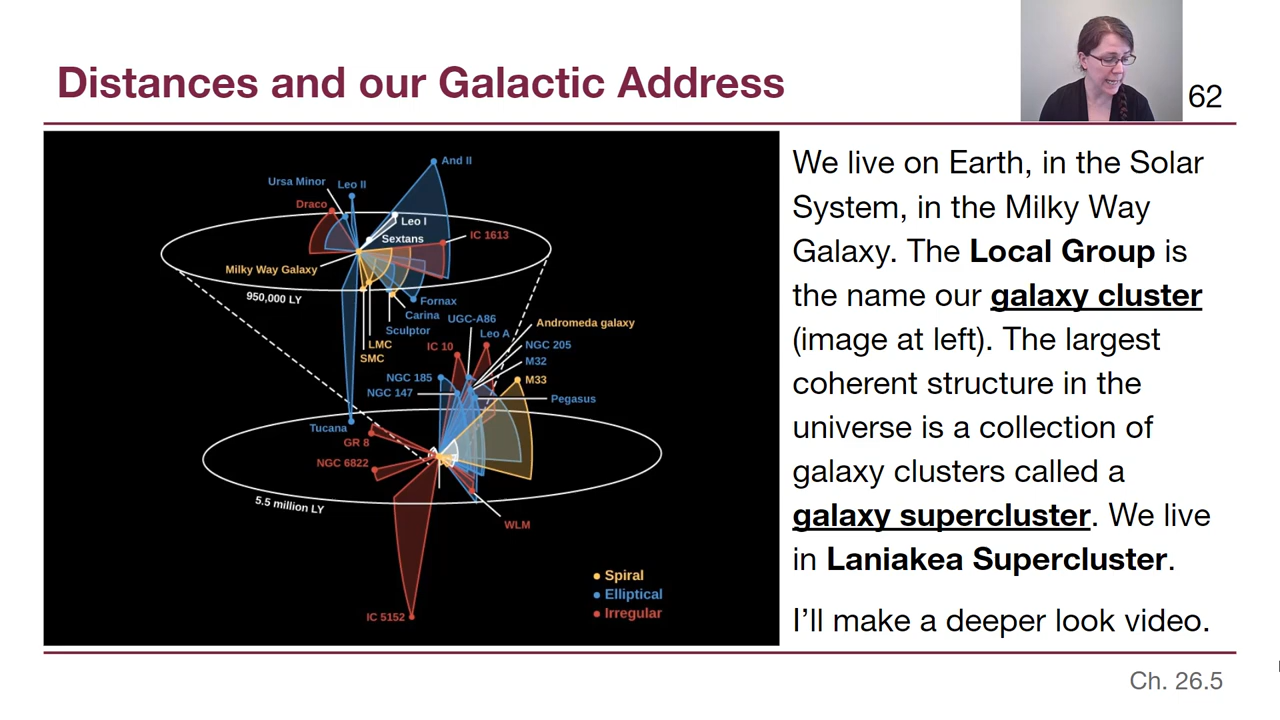 Distances and our Galactic Address
62
And II
Ursa Minor
Leo II
Draco
Leo I
Sextans
IC 1613
Milky Way Galaxy
950,000 LY
Fornax
Carina
Sculptor
UGC-A86
Andromeda galaxy
LMC
SMC
IC 10
Leo A
NGC 205
M32
NGC 185
M33
NGC 147
Pegasus
Tucana
GR 8
NGC 6822
5.5 million LY
WLM
IC 5152
Spiral
Elliptical
Irregular
We live on Earth, in the Solar
System, in the Milky Way
Galaxy. The Local Group is
the name our galaxy cluster
(image at left). The largest
coherent structure in the
universe is a collection of
galaxy clusters called a
galaxy supercluster. We live
in Laniakea Supercluster.
I'll make a deeper look video.
Ch. 26.5